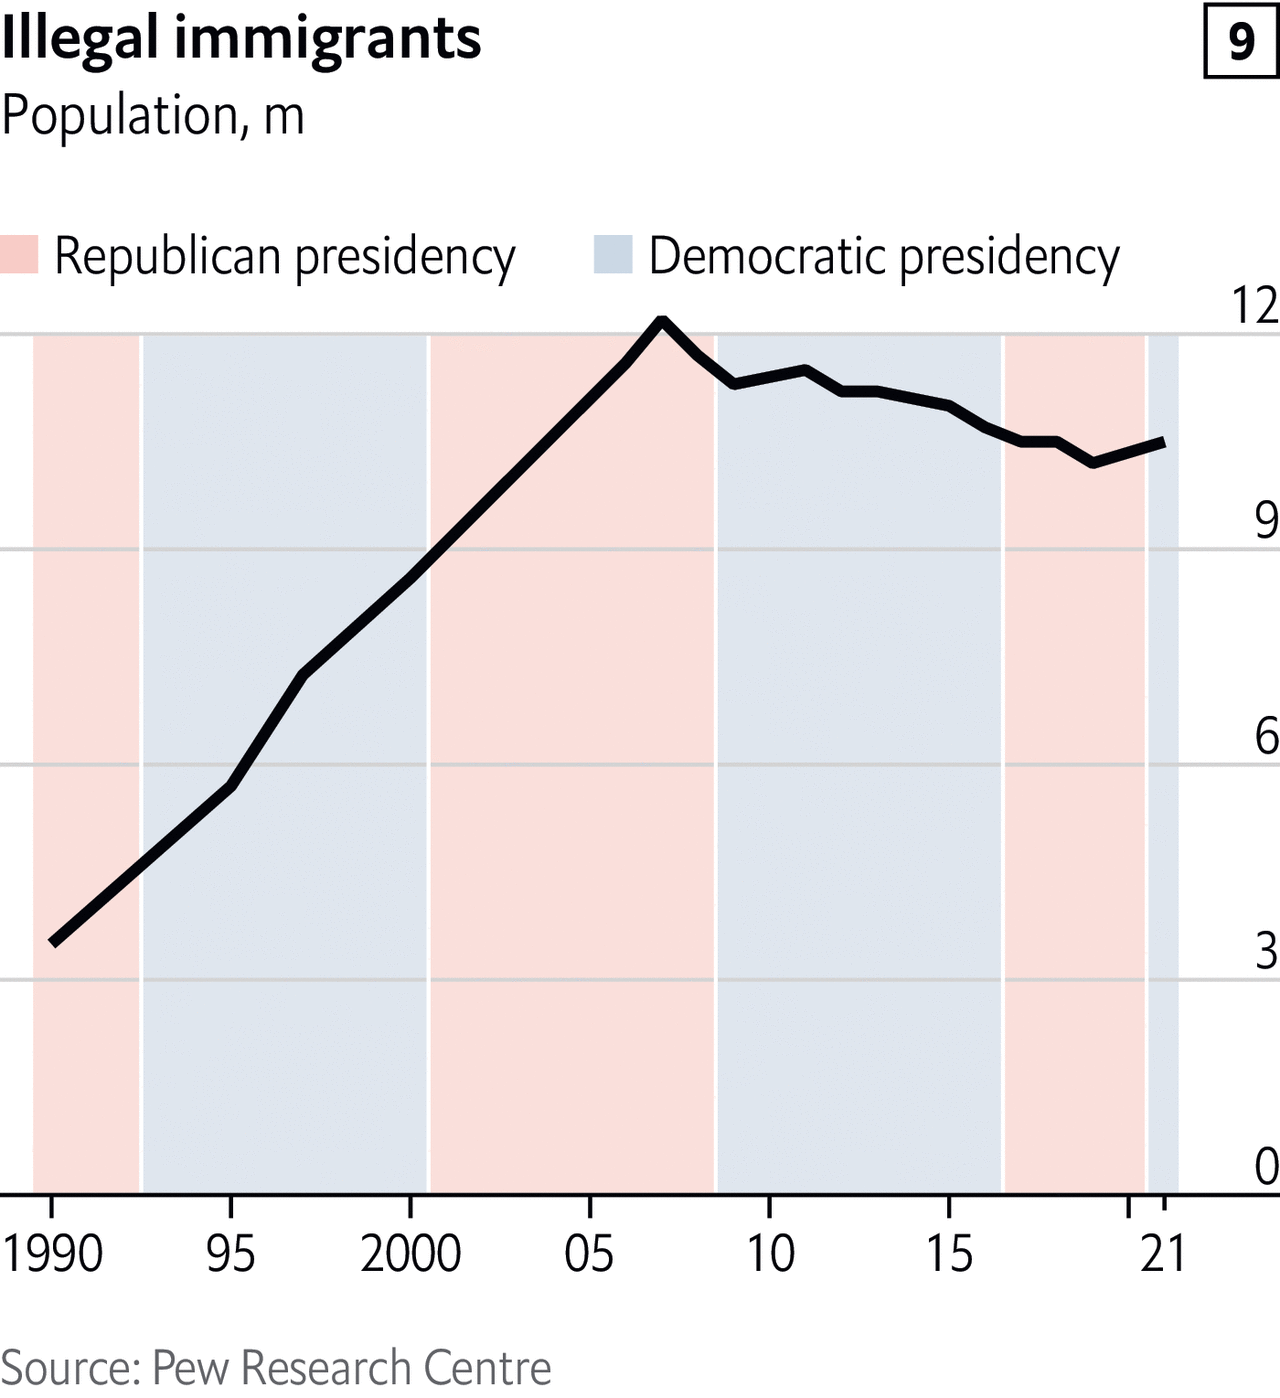 Illegal immigrants
9
Population, m
Republican presidency
Democratic presidency
12
9
6
3
0
1990 95 2000 05 10 15 21
Source: Pew Research Centre